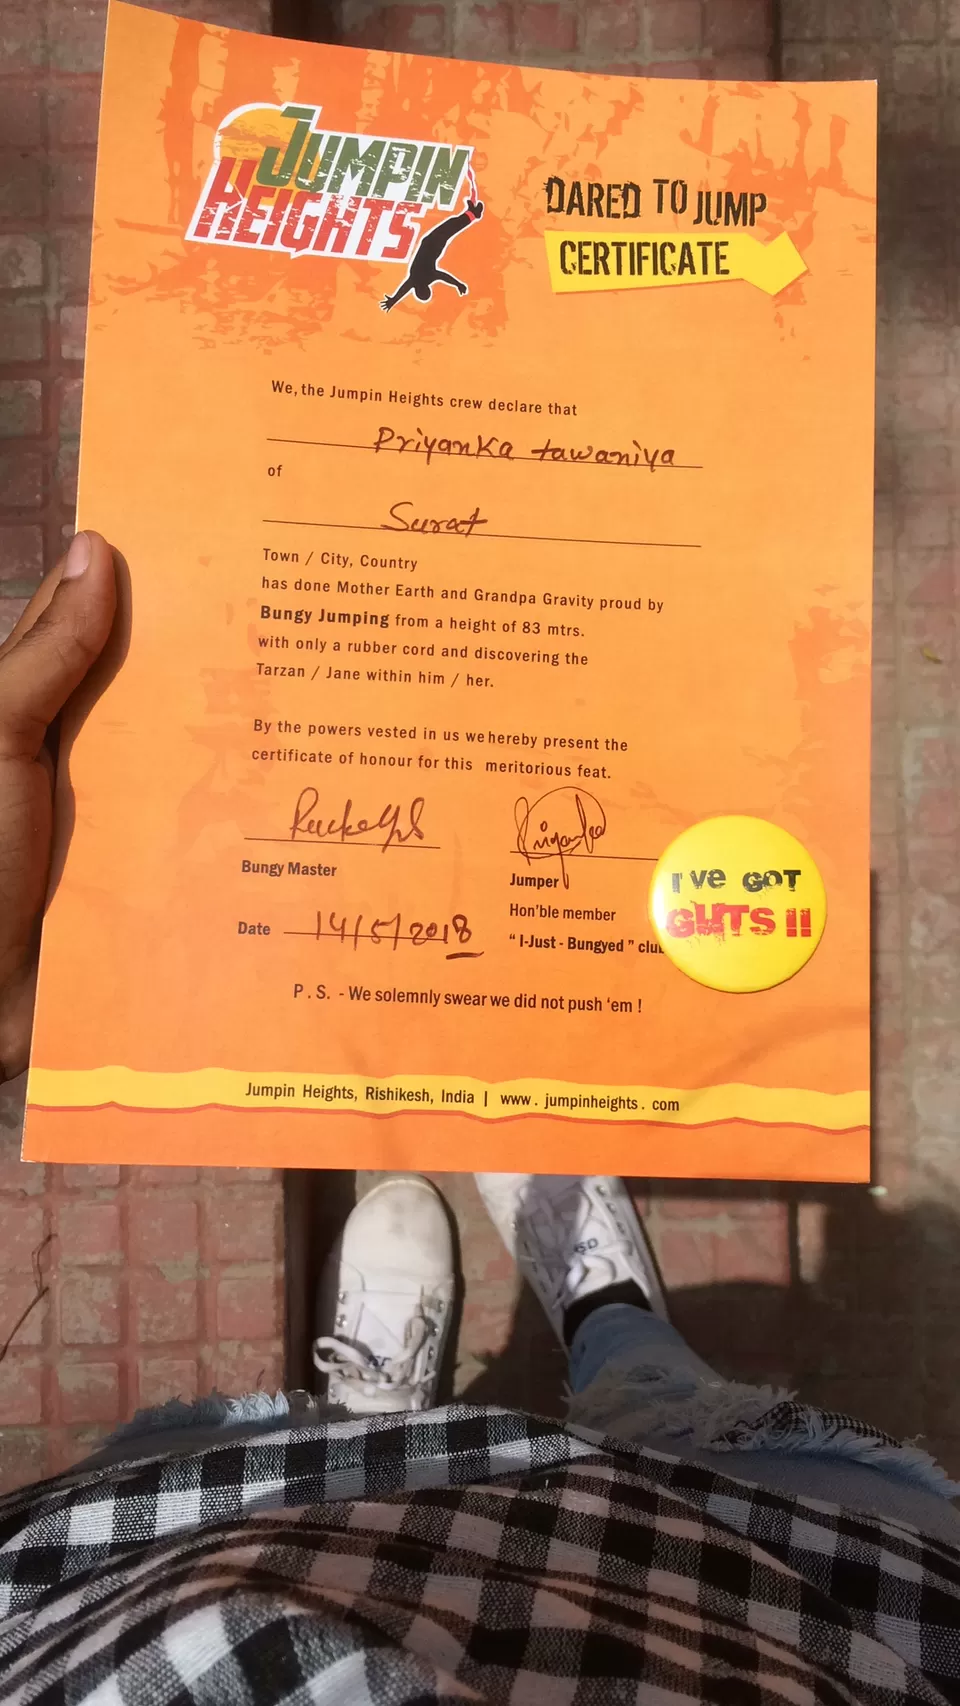 JUMPIN
HEIGHTS
DARED TO JUMP
CERTIFICATE
We, the Jumpin Heights crew declare that
Priyanka tawaniya
of
Surat
Town / City, Country
has done Mother Earth and Grandpa Gravity proud by
Bungy Jumping from a height of 83 mtrs.
with only a rubber cord and discovering the
Tarzan / Jane within him / her.
By the powers vested in us we hereby present the
certificate of honour for this meritorious feat.
Priyanka
Bungy Master
Jumper
Date 14/5/2018
Hon'ble member
“ I-Just - Bungyed ” club
I'VE GOT
GUTS !!
P. S. - We solemnly swear we did not push ‘em !
Jumpin Heights, Rishikesh, India | www . jumpinheights . com